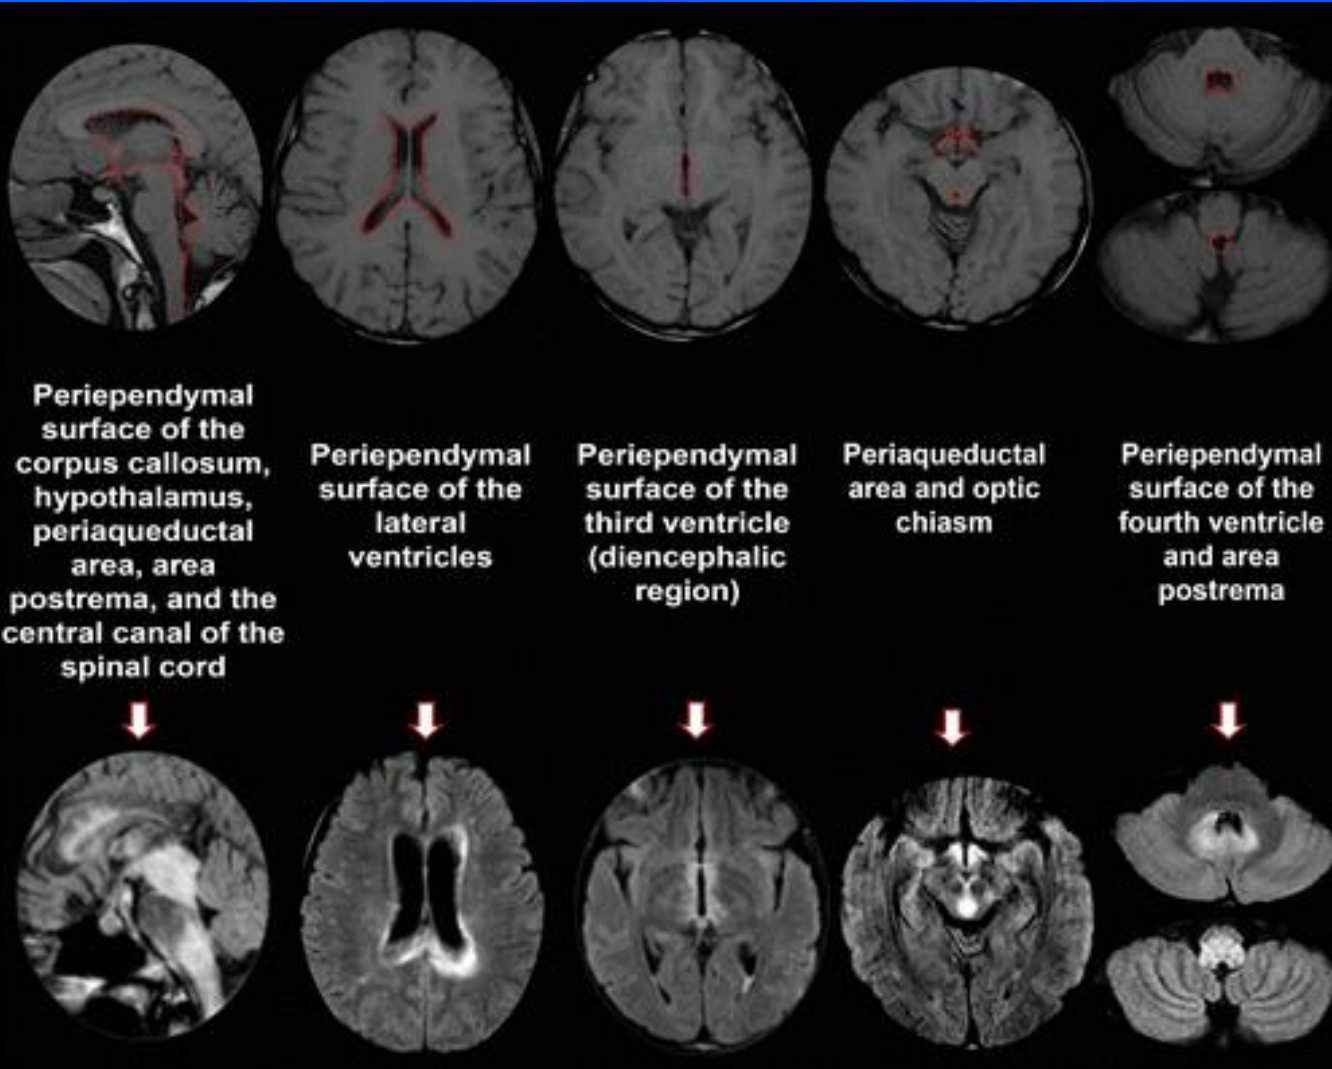 Periependymal
surface of the
corpus callosum,
hypothalamus,
periaqueductal
area, area
postrema, and the
central canal of the
spinal cord
Periependymal
surface of the
lateral
ventricles
Periependymal
surface of the
third ventricle
(diencephalic
region)
Periaqueductal
area and optic
chiasm
Periependymal
surface of the
fourth ventricle
and area
postrema